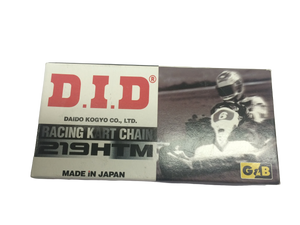 D.I.D®
DAIDO KOGYO CO., LTD.
RACING KART CHAIN
219HTM
MADE IN JAPAN
G&B